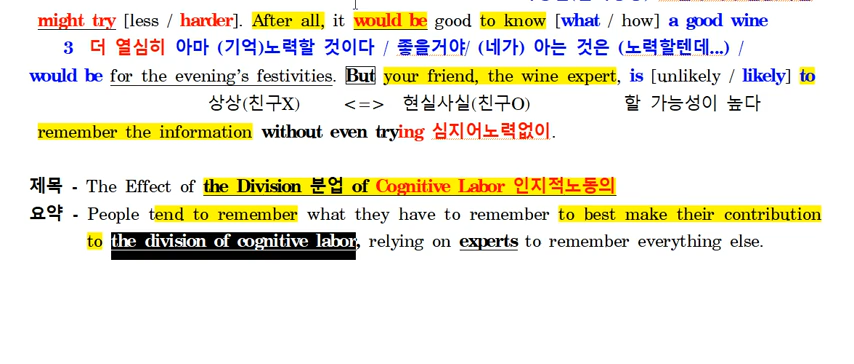 might try [less / harder]. After all, it would be good to know [what / how] a good wine
3 더 열심히 아마 (기억)노력할 것이다 / 좋을거야/ (네가) 아는 것은 (노력할텐데...) /
would be for the evening's festivities. But your friend, the wine expert, is [unlikely / likely] to
상상(친구X) <=> 현실사실(친구O) 할 가능성이 높다
remember the information without even trying 심지어노력없이.
제목 - The Effect of the Division 분업 of Cognitive Labor 인지적노동의
요약 - People tend to remember what they have to remember to best make their contribution
to the division of cognitive labor, relying on experts to remember everything else.